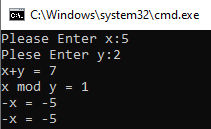 C:\Windows\system32\cmd.exe
Please Enter x:5
Plese Enter y:2
x+y = 7
x mod y = 1
-x = -5
-x = -5